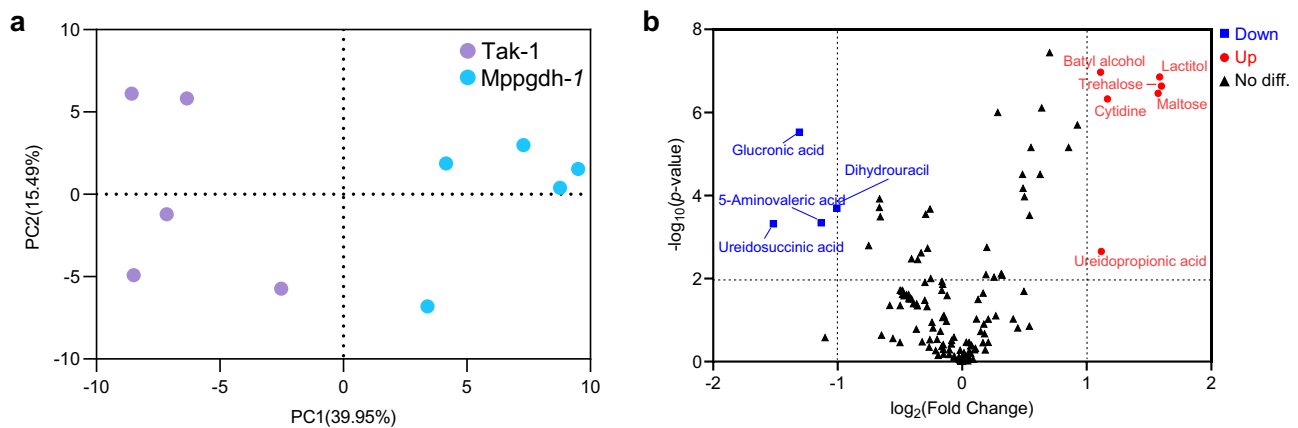 a
10
5
0
-5
-10
-10
-5
0
5
10
PC2(15.49%)
PC1(39.95%)
Tak-1
Mppgdh-1
b
8
6
4
2
0
-2
-1
0
1
2
-log10(p-value)
log2(Fold Change)
Down
Up
No diff.
Batyl alcohol
Lactitol
Trehalose
Cytidine
Maltose
Glucronic acid
Dihydrouracil
5-Aminovaleric acid
Ureidosuccinic acid
Ureidopropionic acid